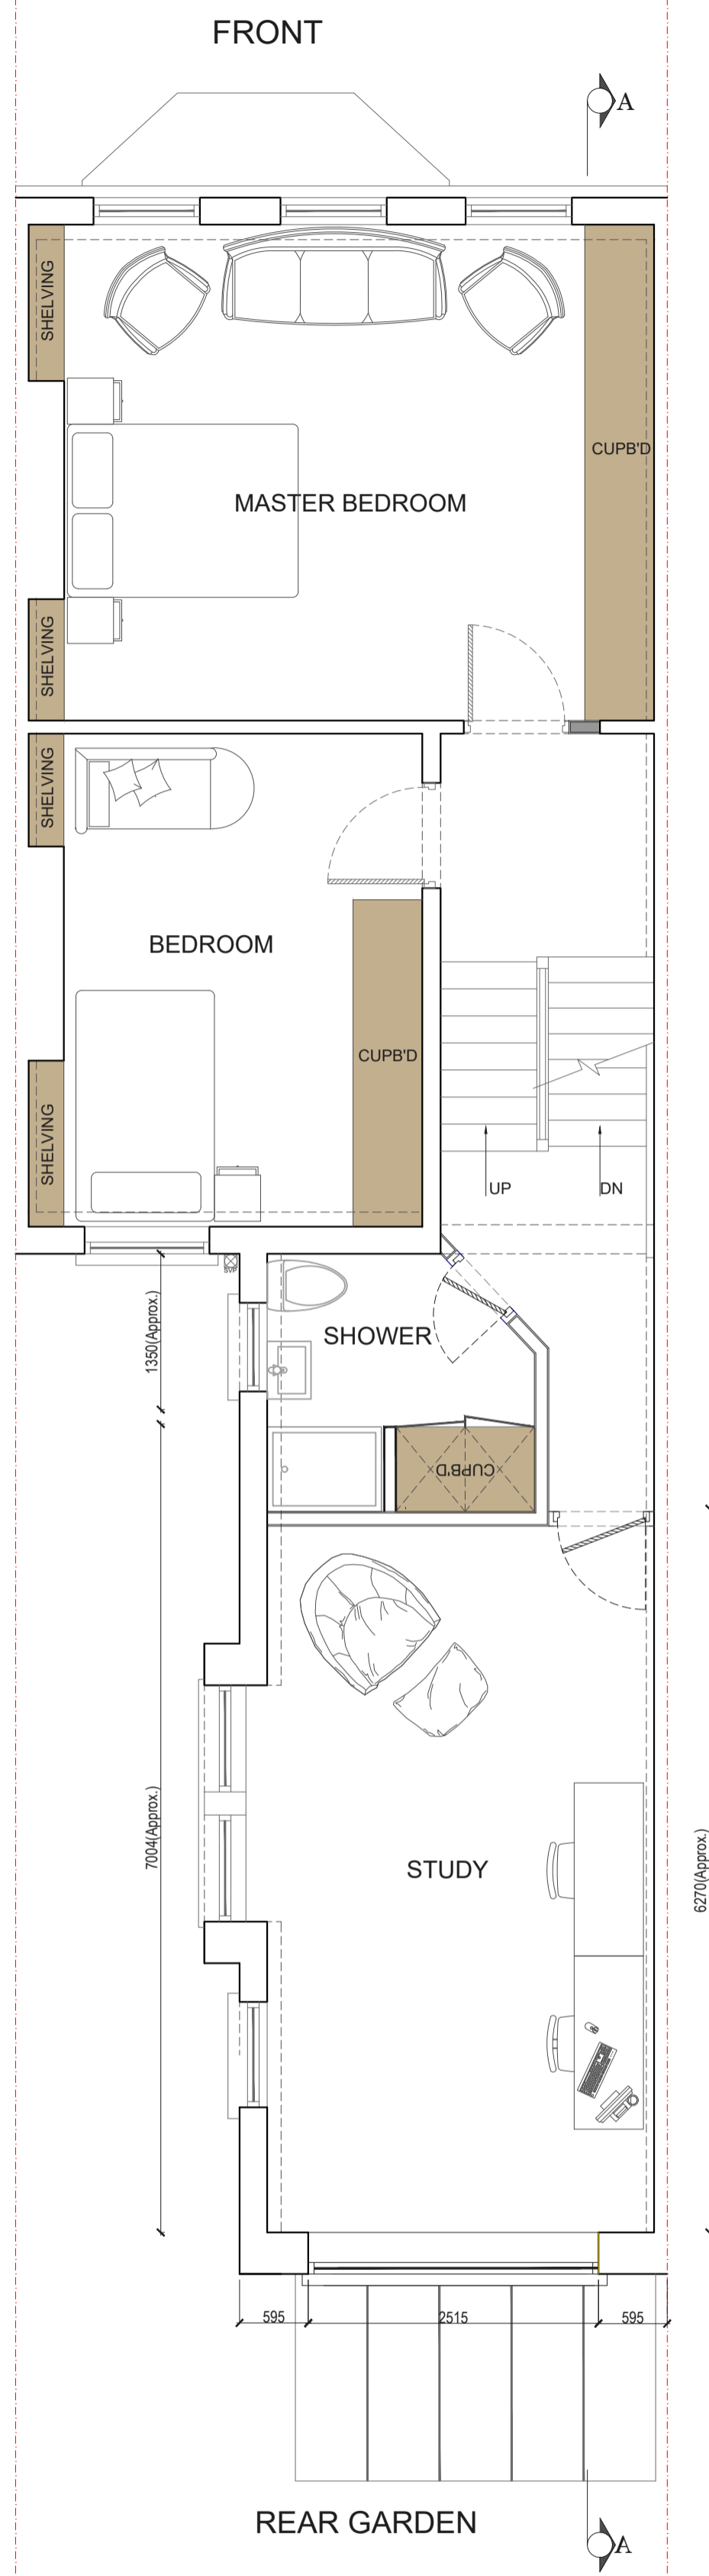 FRONT
A
SHELVING
CUPB'D
MASTER BEDROOM
SHELVING
SHELVING
BEDROOM
CUPB'D
SHELVING
UP
DN
SVP
1350(Approx.)
SHOWER
CUPB'D
7004(Approx.)
STUDY
6270(Approx.)
595
2515
595
REAR GARDEN
A